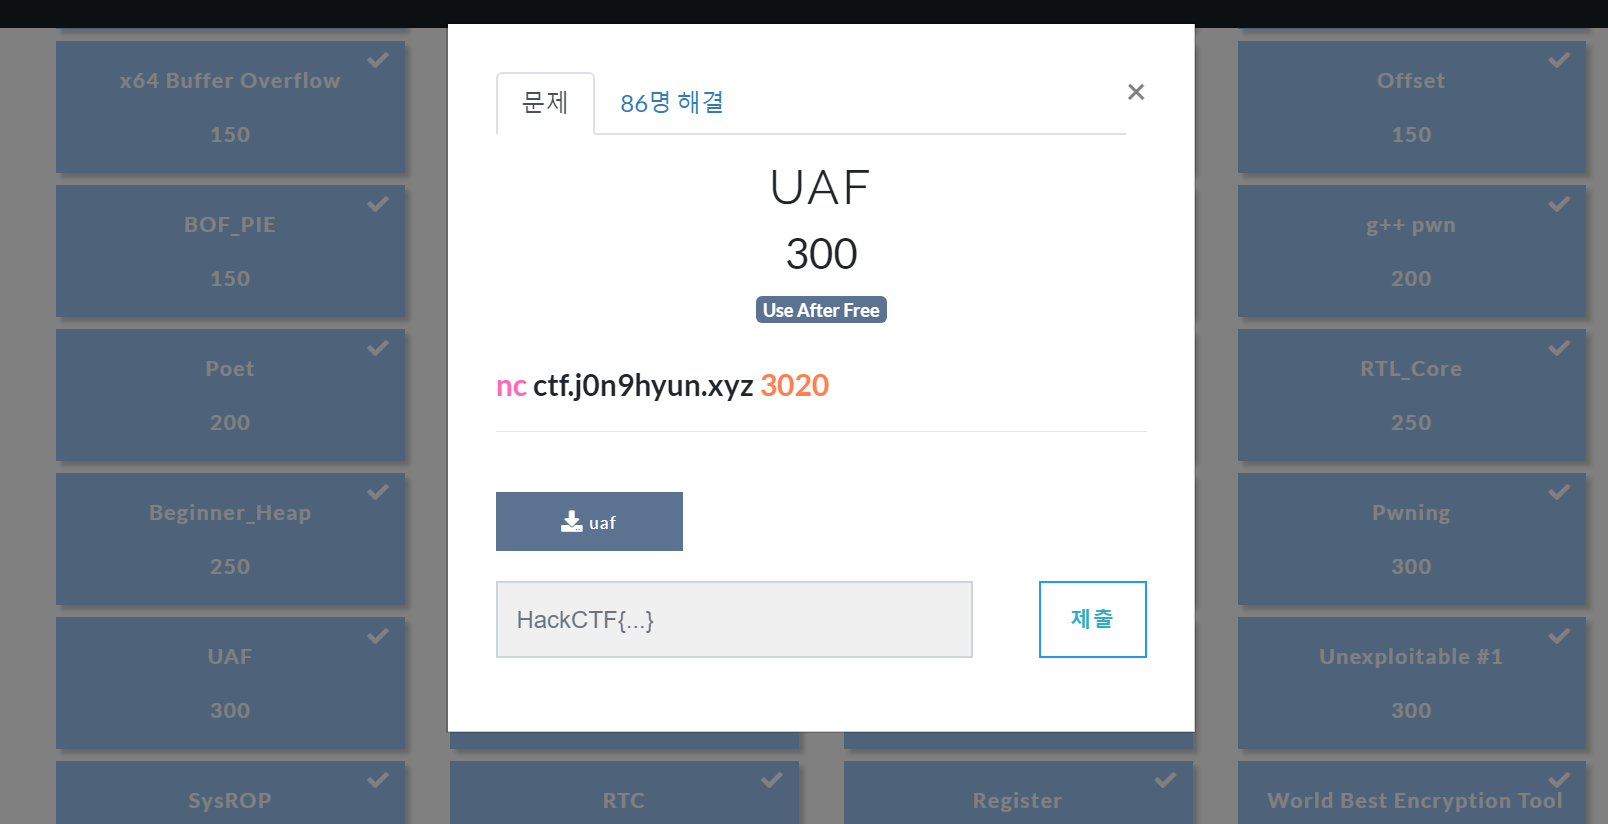 x64 Buffer Overflow
150
BOF_PIE
150
Poet
200
Beginner_Heap
250
UAF
300
SysROP
문제
86명 해결
×
UAF
300
Use After Free
nc ctf.j0n9hyun.xyz 3020
uaf
HackCTF{...}
제출
RTC
Register
Offset
150
g++ pwn
200
RTL_Core
250
Pwning
300
Unexploitable #1
300
World Best Encryption Tool